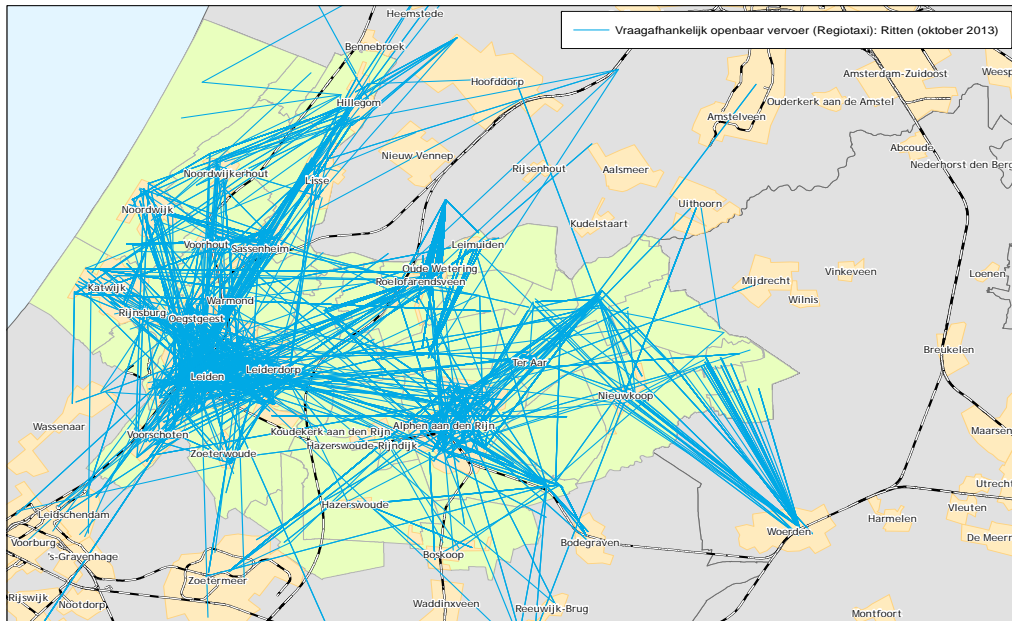 Heemstede
Vraagafhankelijk openbaar vervoer (Regiotaxi): Ritten (oktober 2013)
Bennebroek
Hoofddorp
Amsterdam-Zuidoost
Weesp
Hillegom
Ouderkerk aan de Amstel
Amstelveen
Abcoude
Nieuw-Vennep
Nederhorst den Berg
Noordwijkerhout
Lisse
Rijsenhout
Aalsmeer
Noordwijk
Uithoorn
Kudelstaart
Voorhout
Sassenheim
Leimuiden
Oude Wetering
Vinkeveen
Loenen
Roelofarendsveen
Mijdrecht
Katwijk
Wilnis
Warmond
Rijnsburg
Oegstgeest
Breukelen
Ter Aar
Leiderdorp
Leiden
Nieuwkoop
Wassenaar
Alphen aan den Rijn
Koudekerk aan den Rijn
Maarsen
Voorschoten
Hazerswoude-Rijndijk
Zoeterwoude
Utrecht
Hazerswoude
Vleuten
Leidschendam
Harmelen
Woerden
De Meern
Voorburg
Bodegraven
's-Gravenhage
Boskoop
Zoetermeer
Rijswijk
Nootdorp
Waddinxveen
Reeuwijk-Brug
Montfoort